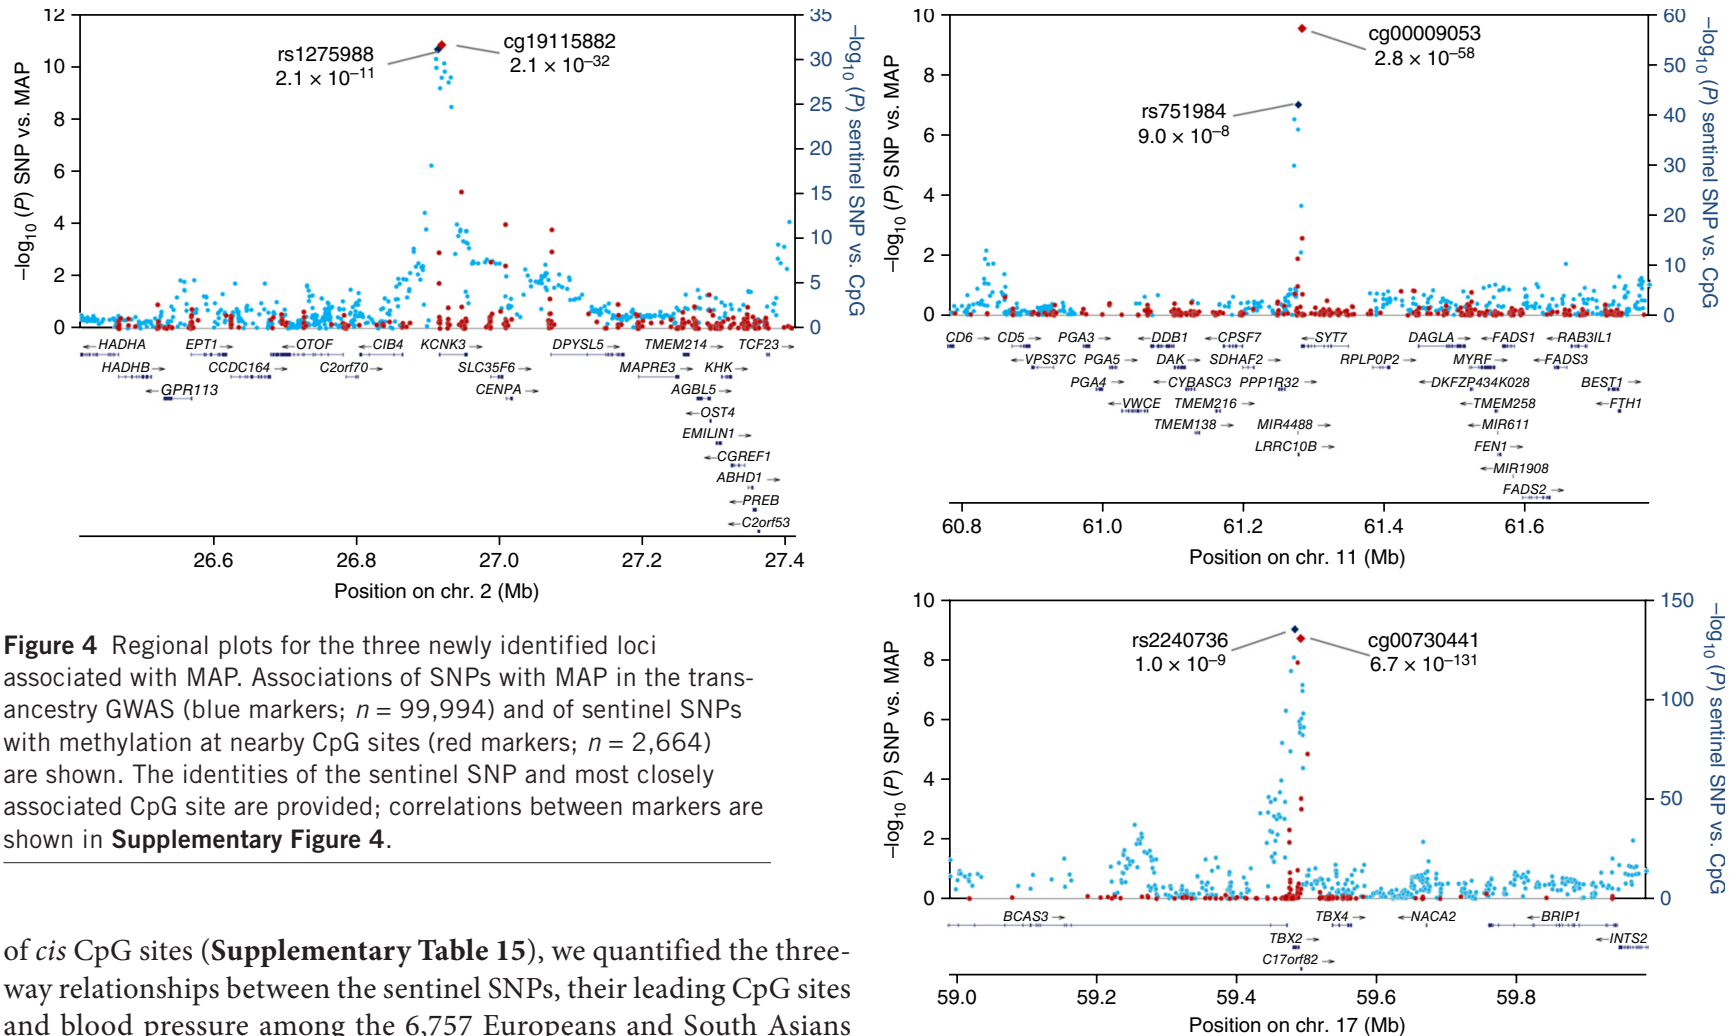 12
10
8
6
4
2
0
–log10 (P) SNP vs. MAP
35
30
25
20
15
10
5
0
–log10 (P) sentinel SNP vs. CpG
rs1275988
2.1 × 10–11
cg19115882
2.1 × 10–32
←HADHA
EPT1→
←OTOF
←CIB4
KCNK3→
DPYSL5→
TMEM214→
TCF23→
HADHB→
CCDC164→
C2orf70→
SLC35F6→
MAPRE3→
KHK→
←GPR113
CENPA→
AGBL5→
←OST4
EMILIN1→
←CGREF1
ABHD1→
←PREB
←C2orf53
26.6
26.8
27.0
27.2
27.4
Position on chr. 2 (Mb)
10
8
6
4
2
0
–log10 (P) SNP vs. MAP
60
50
40
30
20
10
0
–log10 (P) sentinel SNP vs. CpG
cg00009053
2.8 × 10–58
rs751984
9.0 × 10–8
CD6→
CD5→
PGA3→
←DDB1
←CPSF7
←SYT7
DAGLA→
←FADS1
←RAB3IL1
←VPS37C
PGA5→
DAK→
SDHAF2→
RPLP0P2→
MYRF→
←FADS3
PGA4→
←CYBASC3
PPP1R32→
←DKFZP434K028
BEST1→
←VWCE
TMEM216→
←TMEM258
←FTH1
TMEM138→
MIR4488→
←MIR611
LRRC10B→
FEN1→
←MIR1908
FADS2→
60.8
61.0
61.2
61.4
61.6
Position on chr. 11 (Mb)
Figure 4 Regional plots for the three newly identified loci
associated with MAP. Associations of SNPs with MAP in the trans-
ancestry GWAS (blue markers; n = 99,994) and of sentinel SNPs
with methylation at nearby CpG sites (red markers; n = 2,664)
are shown. The identities of the sentinel SNP and most closely
associated CpG site are provided; correlations between markers are
shown in Supplementary Figure 4.
10
8
6
4
2
0
–log10 (P) SNP vs. MAP
150
100
50
0
–log10 (P) sentinel SNP vs. CpG
rs2240736
1.0 × 10–9
cg00730441
6.7 × 10–131
BCAS3→
TBX4→
←NACA2
←BRIP1
TBX2→
←INTS2
C17orf82→
59.0
59.2
59.4
59.6
59.8
Position on chr. 17 (Mb)
of cis CpG sites (Supplementary Table 15), we quantified the three-
way relationships between the sentinel SNPs, their leading CpG sites
and blood pressure among the 6,757 Europeans and South Asians